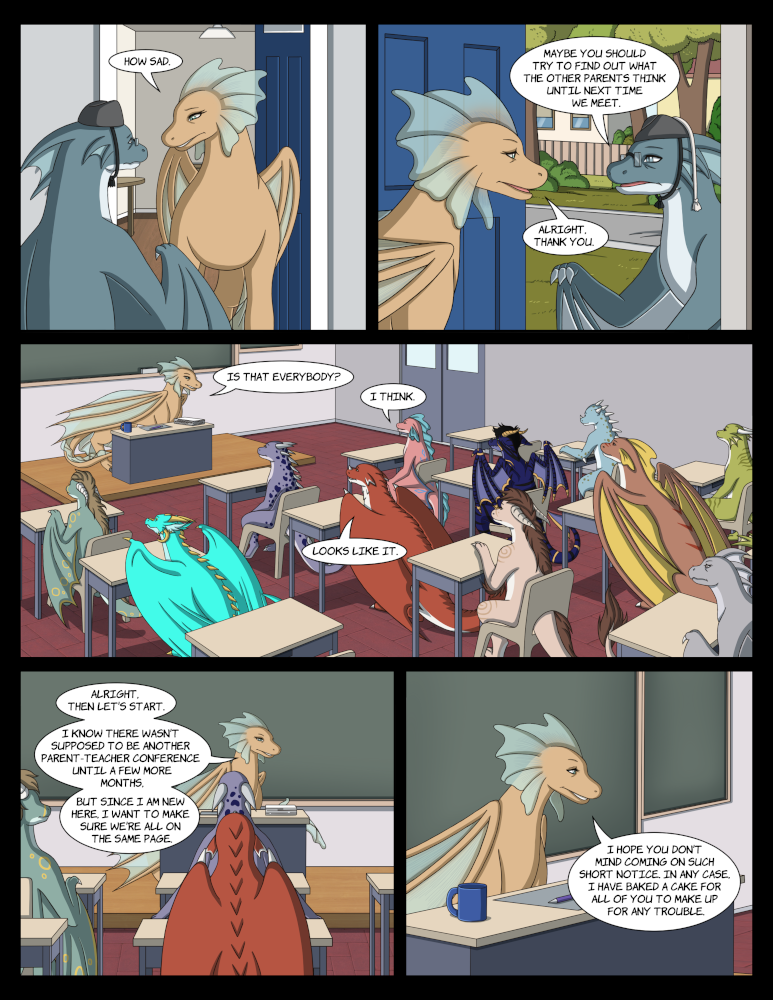 HOW SAD.
MAYBE YOU SHOULD
TRY TO FIND OUT WHAT
THE OTHER PARENTS THINK
UNTIL NEXT TIME
WE MEET.
ALRIGHT,
THANK YOU.
IS THAT EVERYBODY?
I THINK.
LOOKS LIKE IT.
ALRIGHT,
THEN LET'S START.
I KNOW THERE WASN'T
SUPPOSED TO BE ANOTHER
PARENT-TEACHER CONFERENCE
UNTIL A FEW MORE
MONTHS.
BUT SINCE I AM NEW
HERE, I WANT TO MAKE
SURE WE'RE ALL ON
THE SAME PAGE.
I HOPE YOU DON'T
MIND COMING ON SUCH
SHORT NOTICE. IN ANY CASE,
I HAVE BAKED A CAKE FOR
ALL OF YOU TO MAKE UP
FOR ANY TROUBLE.